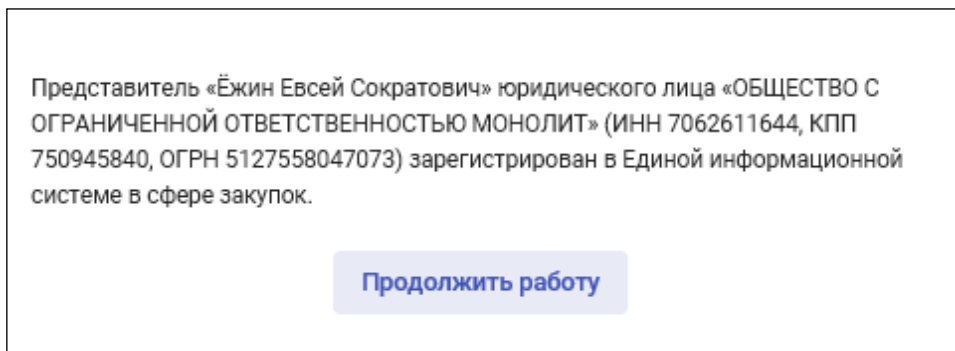 Представитель «Ёжин Евсей Сократович» юридического лица «ОБЩЕСТВО С
ОГРАНИЧЕННОЙ ОТВЕТСТВЕННОСТЬЮ МОНОЛИТ» (ИНН 7062611644, КПП
750945840, ОГРН 5127558047073) зарегистрирован в Единой информационной
системе в сфере закупок.
Продолжить работу